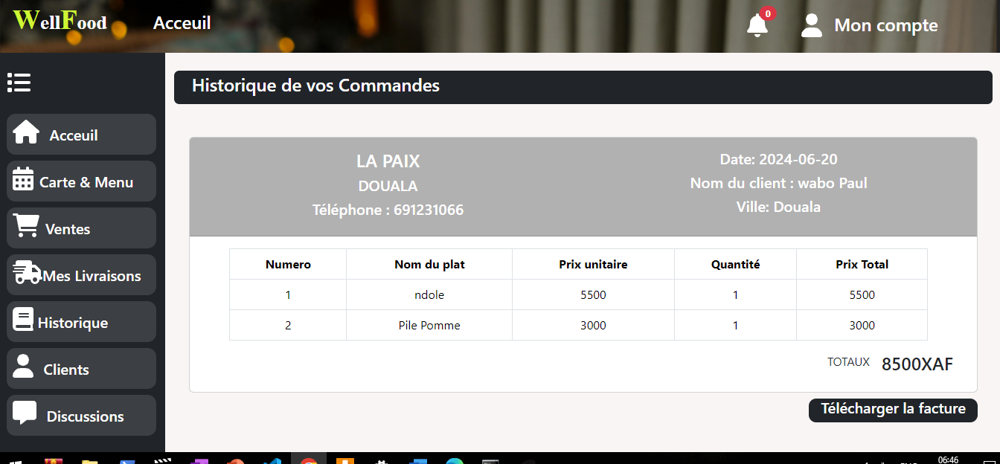 WellFood
Acceuil
0
Mon compte
Historique de vos Commandes
Acceuil
Carte & Menu
Ventes
Mes Livraisons
Historique
Clients
Discussions
LA PAIX
DOUALA
Téléphone : 691231066
Date: 2024-06-20
Nom du client : wabo Paul
Ville: Douala
Numero Nom du plat Prix unitaire Quantité Prix Total
1 ndole 5500 1 5500
2 Pile Pomme 3000 1 3000
TOTAUX 8500XAF
Télécharger la facture
06:46